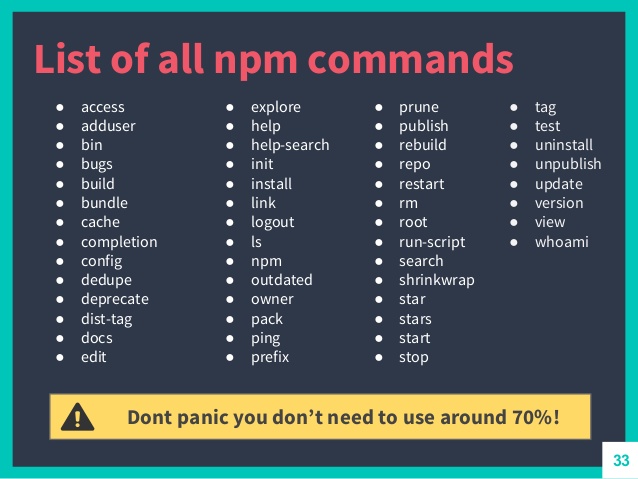 List of all npm commands
● access
● adduser
● bin
● bugs
● build
● bundle
● cache
● completion
● config
● dedupe
● deprecate
● dist-tag
● docs
● edit
● explore
● help
● help-search
● init
● install
● link
● logout
● ls
● npm
● outdated
● owner
● pack
● ping
● prefix
● prune
● publish
● rebuild
● repo
● restart
● rm
● root
● run-script
● search
● shrinkwrap
● star
● stars
● start
● stop
● tag
● test
● uninstall
● unpublish
● update
● version
● view
● whoami
Dont panic you don’t need to use around 70%!
33